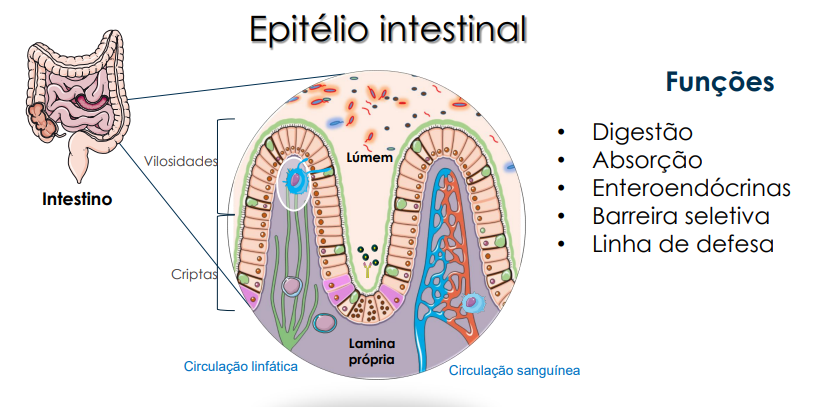 Epitélio intestinal
Intestino
Vilosidades
Criptas
Lúmem
Lamina
própria
Circulação linfática
Circulação sanguínea
Funções
• Digestão
• Absorção
• Enteroendócrinas
• Barreira seletiva
• Linha de defesa